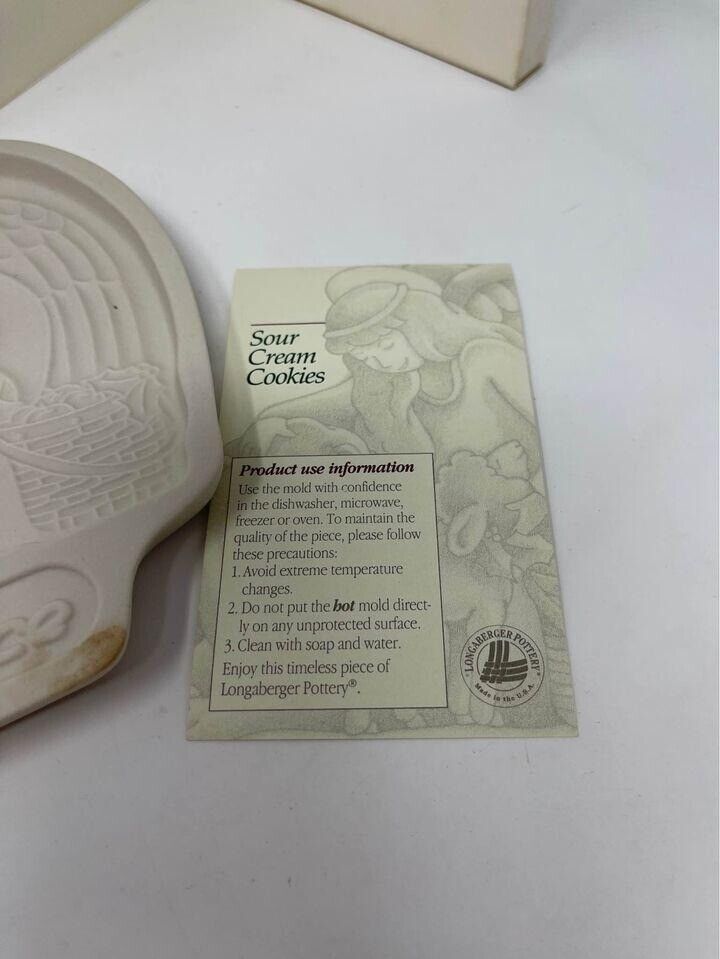 Sour
Cream
Cookies
Product use information
Use the mold with confidence
in the dishwasher, microwave,
freezer or oven. To maintain the
quality of the piece, please follow
these precautions:
1. Avoid extreme temperature
changes.
2. Do not put the hot mold direct-
ly on any unprotected surface.
3. Clean with soap and water.
Enjoy this timeless piece of
Longaberger Pottery®.
LONGABERGER POTTERY
Made in the U.S.A.